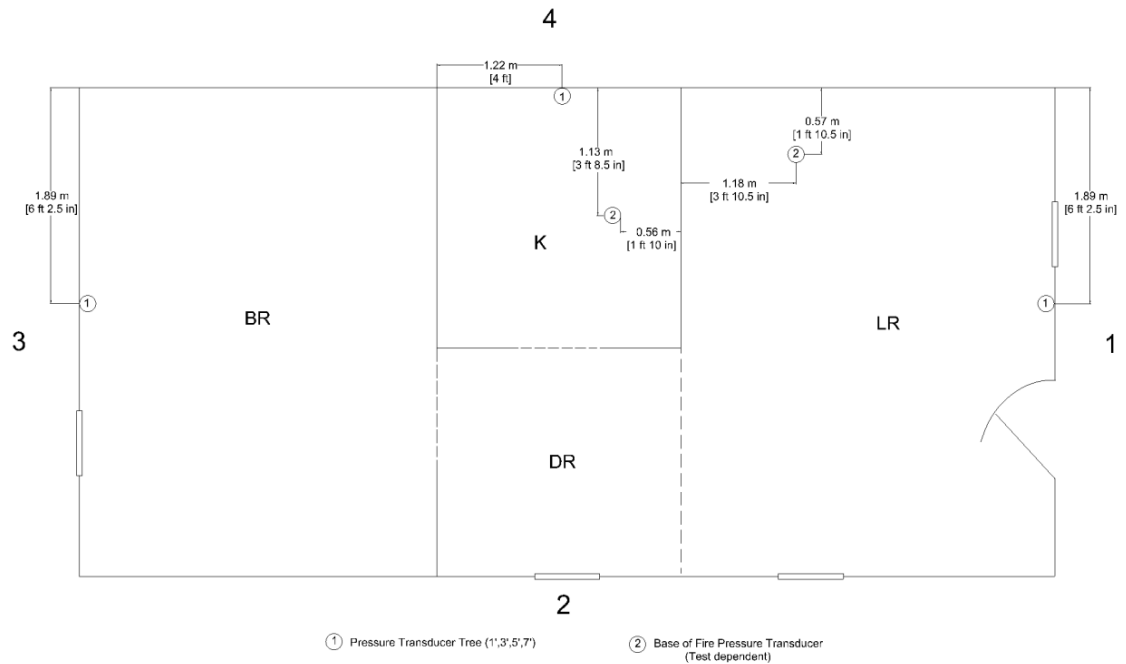 4
1.22 m
[4 ft]
1
0.57 m
[1 ft 10.5 in]
2
1.13 m
[3 ft 8.5 in]
1.18 m
[3 ft 10.5 in]
1.89 m
[6 ft 2.5 in]
1.89 m
[6 ft 2.5 in]
2
0.56 m
[1 ft 10 in]
K
1
1
BR
LR
3
1
DR
2
1 Pressure Transducer Tree (1',3',5',7')
2 Base of Fire Pressure Transducer
(Test dependent)